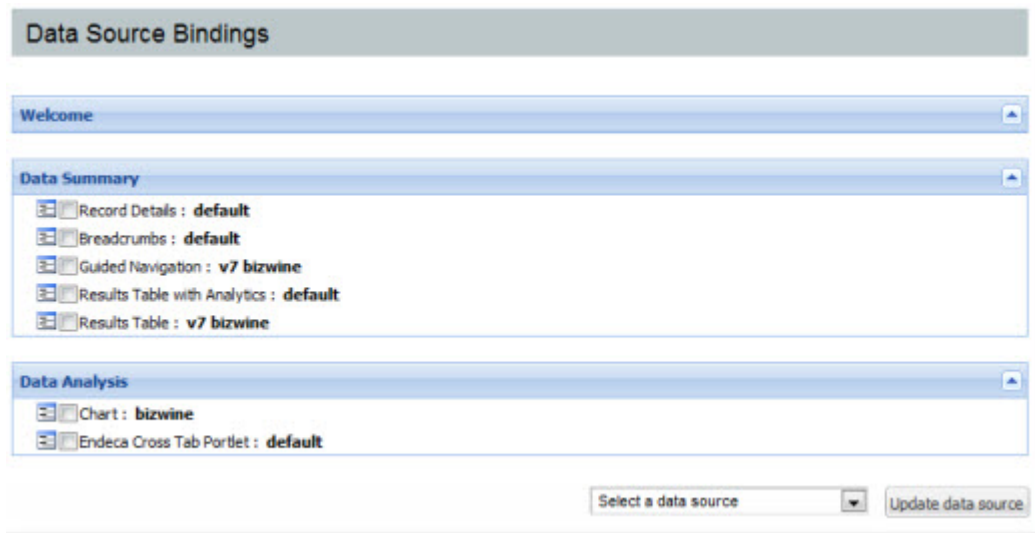 Data Source Bindings
Welcome
Data Summary
Record Details : default
Breadcrumbs : default
Guided Navigation : v7 bizwine
Results Table with Analytics : default
Results Table : v7 bizwine
Data Analysis
Chart : bizwine
Endeca Cross Tab Portlet : default
Select a data source Update data source